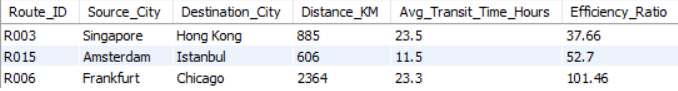 Route_ID Source_City Destination_City Distance_KM Avg_Transit_Time_Hours Efficiency_Ratio
R003 Singapore Hong Kong 885 23.5 37.66
R015 Amsterdam Istanbul 606 11.5 52.7
R006 Frankfurt Chicago 2364 23.3 101.46